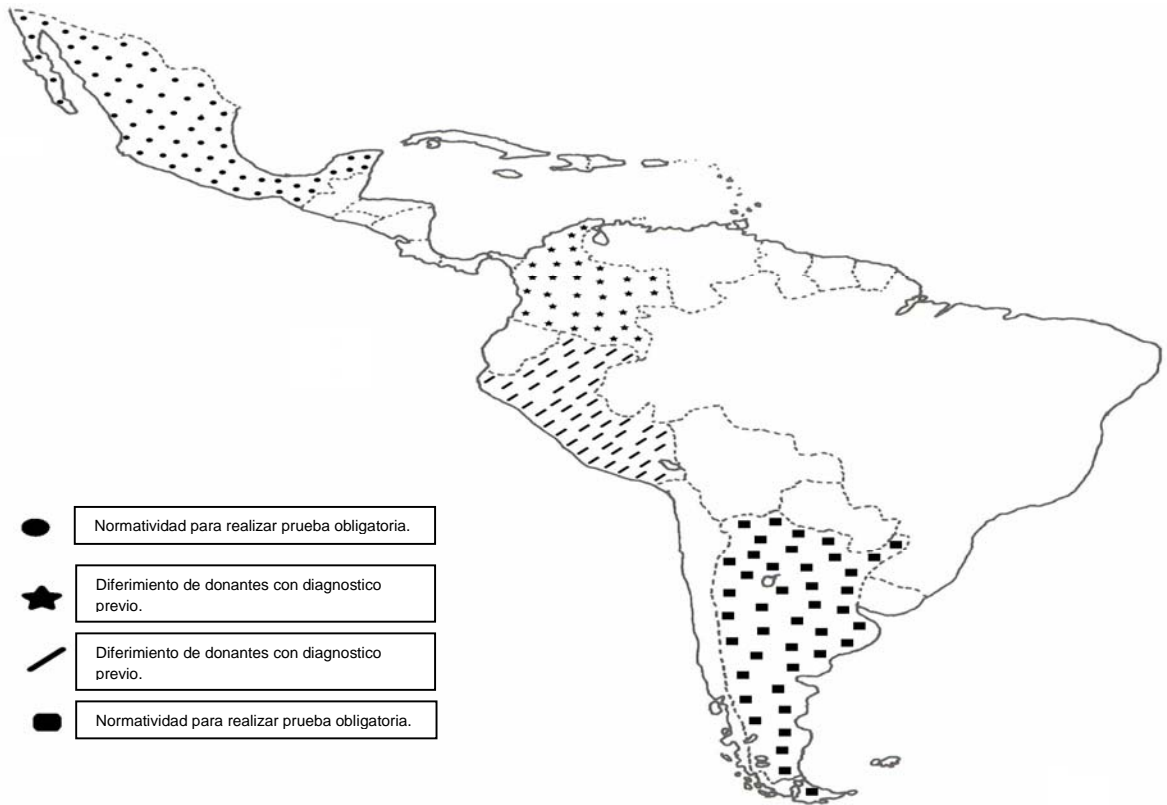 Normatividad para realizar prueba obligatoria.
Diferimiento de donantes con diagnostico
previo.
Diferimiento de donantes con diagnostico
previo.
Normatividad para realizar prueba obligatoria.